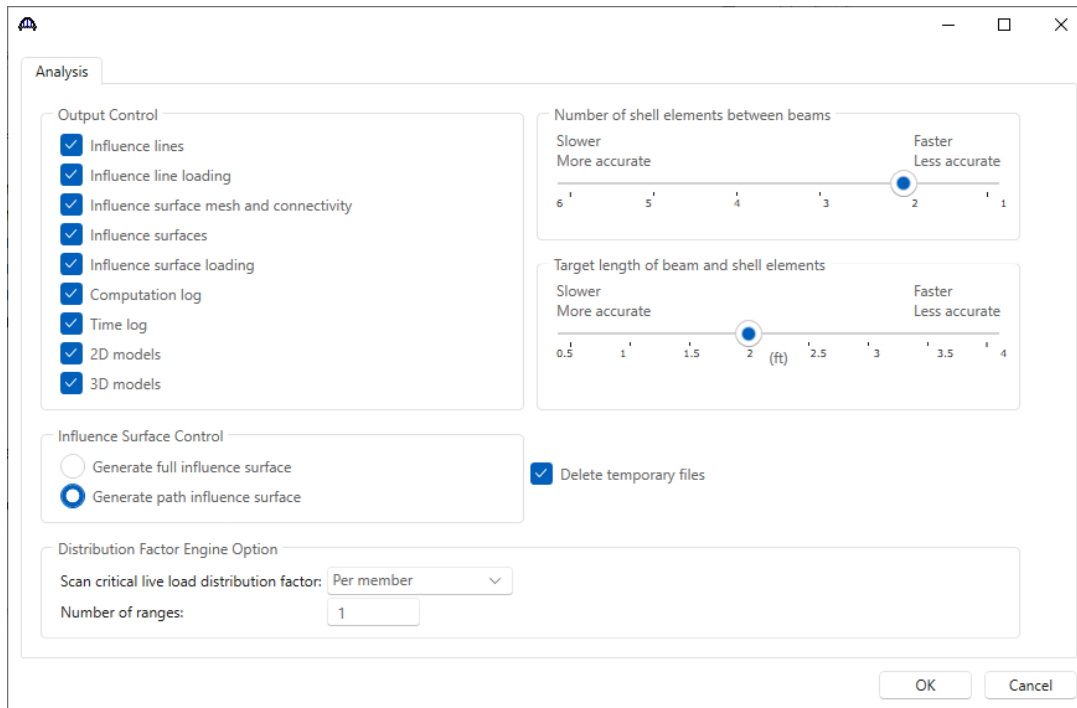 Analysis
Output Control
Influence lines
Influence line loading
Influence surface mesh and connectivity
Influence surfaces
Influence surface loading
Computation log
Time log
2D models
3D models
Number of shell elements between beams
Slower Faster
More accurate Less accurate
6 5 4 3 2 1
Target length of beam and shell elements
Slower Faster
More accurate Less accurate
0.5 1 1.5 2 (ft) 2.5 3 3.5 4
Influence Surface Control
Generate full influence surface
Generate path influence surface
Delete temporary files
Distribution Factor Engine Option
Scan critical live load distribution factor: Per member
Number of ranges: 1
OK Cancel